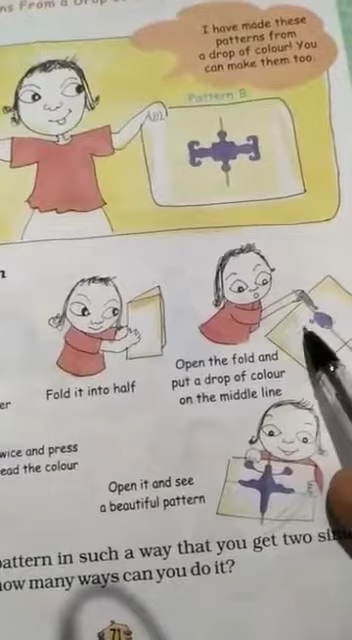 ns From a Drop
I have made these
patterns from
a drop of colour! You
can make them too.
Pattern B
n
Fold it into half
Open the fold and
put a drop of colour
on the middle line
er
wice and press
ead the colour
Open it and see
a beautiful pattern
pattern in such a way that you get two
how many ways can you do it?
71